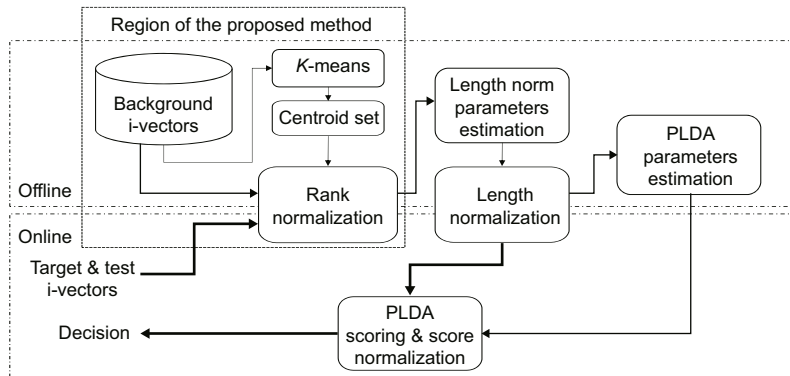 Region of the proposed method
K-means
Background
i-vectors
Centroid set
Length norm
parameters
estimation
PLDA
parameters
estimation
Offline
Rank
normalization
Length
normalization
Online
Target & test
i-vectors
PLDA
scoring & score
normalization
Decision